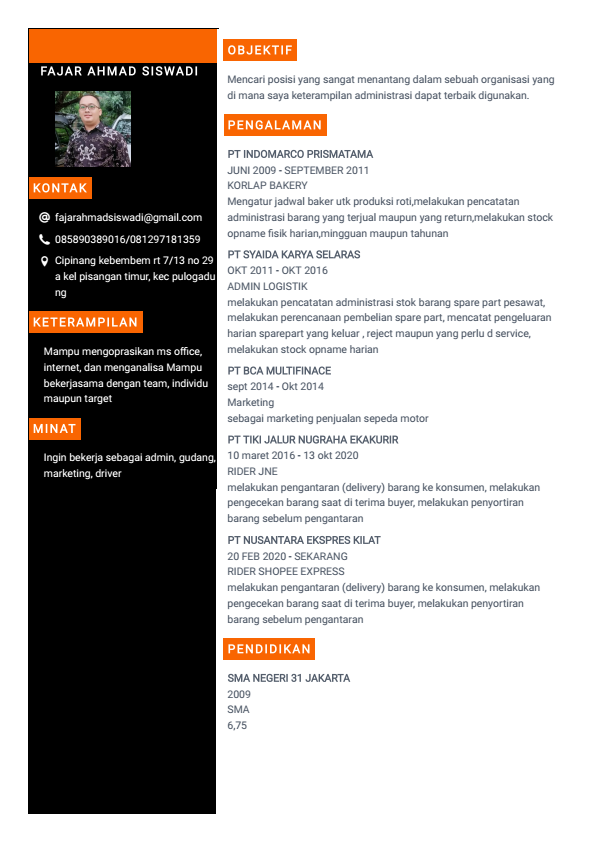 FAJAR AHMAD SISWADI
KONTAK
fajarahmadsiswadi@gmail.com
085890389016/081297181359
Cipinang kebembem rt 7/13 no 29
a kel pisangan timur, kec pulogadu
ng
KETERAMPILAN
Mampu mengoprasikan ms office,
internet, dan menganalisa Mampu
bekerjasama dengan team, individu
maupun target
MINAT
Ingin bekerja sebagai admin, gudang,
marketing, driver
OBJEKTIF
Mencari posisi yang sangat menantang dalam sebuah organisasi yang
di mana saya keterampilan administrasi dapat terbaik digunakan.
PENGALAMAN
PT INDOMARCO PRISMATAMA
JUNI 2009 - SEPTEMBER 2011
KORLAP BAKERY
Mengatur jadwal baker utk produksi roti,melakukan pencatatan
administrasi barang yang terjual maupun yang return,melakukan stock
opname fisik harian,mingguan maupun tahunan
PT SYAIDA KARYA SELARAS
OKT 2011 - OKT 2016
ADMIN LOGISTIK
melakukan pencatatan administrasi stok barang spare part pesawat,
melakukan perencanaan pembelian spare part, mencatat pengeluaran
harian sparepart yang keluar , reject maupun yang perlu d service,
melakukan stock opname harian
PT BCA MULTIFINACE
sept 2014 - Okt 2014
Marketing
sebagai marketing penjualan sepeda motor
PT TIKI JALUR NUGRAHA EKAKURIR
10 maret 2016 - 13 okt 2020
RIDER JNE
melakukan pengantaran (delivery) barang ke konsumen, melakukan
pengecekan barang saat di terima buyer, melakukan penyortiran
barang sebelum pengantaran
PT NUSANTARA EKSPRES KILAT
20 FEB 2020 - SEKARANG
RIDER SHOPEE EXPRESS
melakukan pengantaran (delivery) barang ke konsumen, melakukan
pengecekan barang saat di terima buyer, melakukan penyortiran
barang sebelum pengantaran
PENDIDIKAN
SMA NEGERI 31 JAKARTA
2009
SMA
6,75